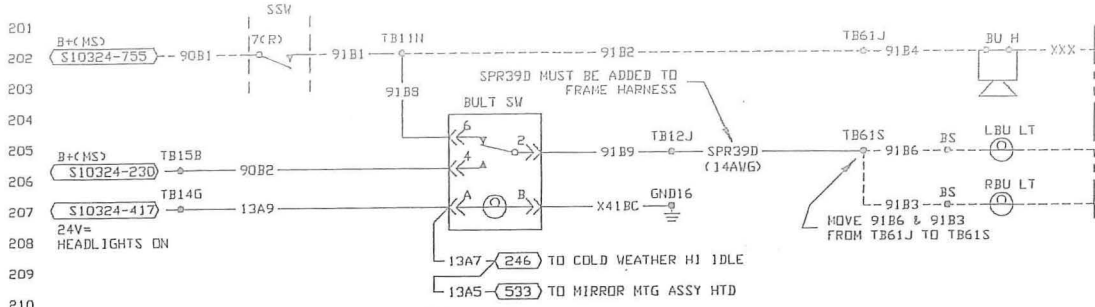 SSW
201
B+(MS) 7(R) TB11N TB61J BU H
202 S10324-755 90B1 91B1 91B2 91B4 XXX
SPR39D MUST BE ADDED TO
203 FRAME HARNESS
91B8
BULT SW
204
6 2 TB12J TB61S BS LBU LT
205 91B9 SPR39D 91B6
B+(MS) TB15B 4 (14AWG)
206 S10324-230 90B2
TB14G A B GND16 BS RBU LT
207 S10324-417 13A9 X41BC 91B3
24V= MOVE 91B6 & 91B3
208 HEADLIGHTS ON FROM TB61J TO TB61S
13A7 246 TO COLD WEATHER HI IDLE
209
13A5 533 TO MIRROR MTG ASSY HTD
210